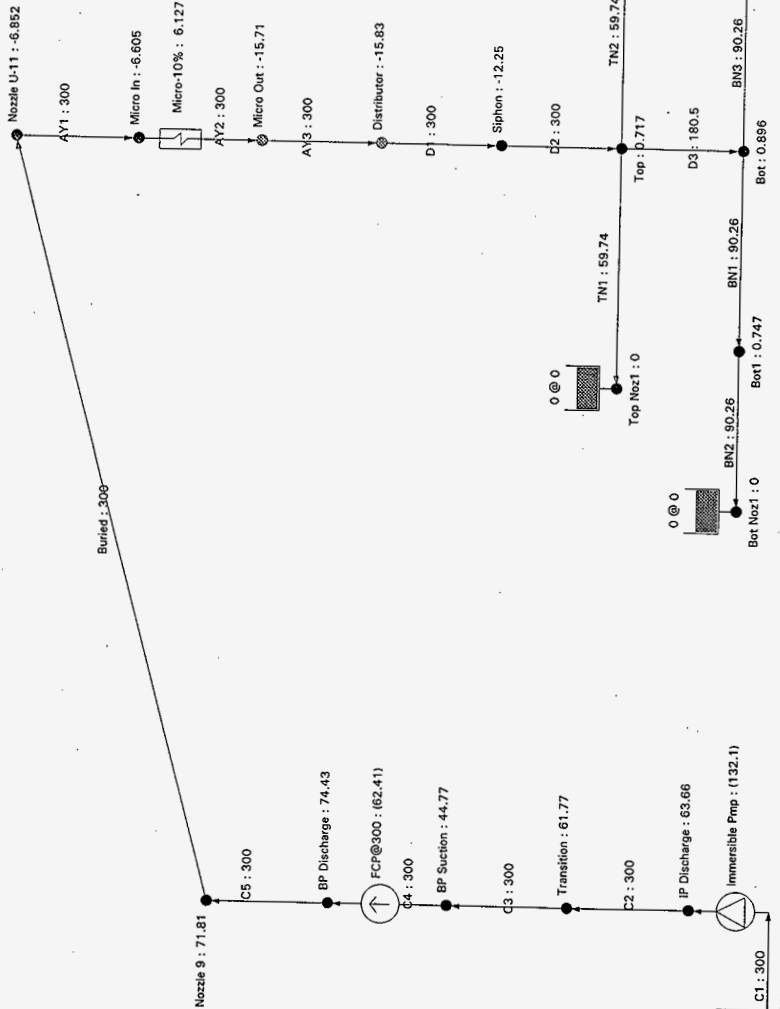 Nozzle U-11 : -6.852
AY1 : 300
Micro In : -6.605
Micro-10% : 6.127
AY2 : 300
Micro Out : -15.71
AY3 : 300
Distributor : -15.83
D1 : 300
Siphon : -12.25
D2 : 300
TN2 : 59.74
Top : 0.717
D3 : 180.5
BN3 : 90.26
Bot : 0.896
TN1 : 59.74
0 @ 0
Top Noz1 : 0
BN1 : 90.26
Bot1 : 0.747
BN2 : 90.26
0 @ 0
Bot Noz1 : 0
Buried : 300
Nozzle 9 : 71.81
C5 : 300
BP Discharge : 74.43
FCP@300 : (62.41)
C4 : 300
BP Suction : 44.77
C3 : 300
Transition : 61.77
C2 : 300
IP Discharge : 63.66
Immersible Pmp : (132.1)
C1 : 300